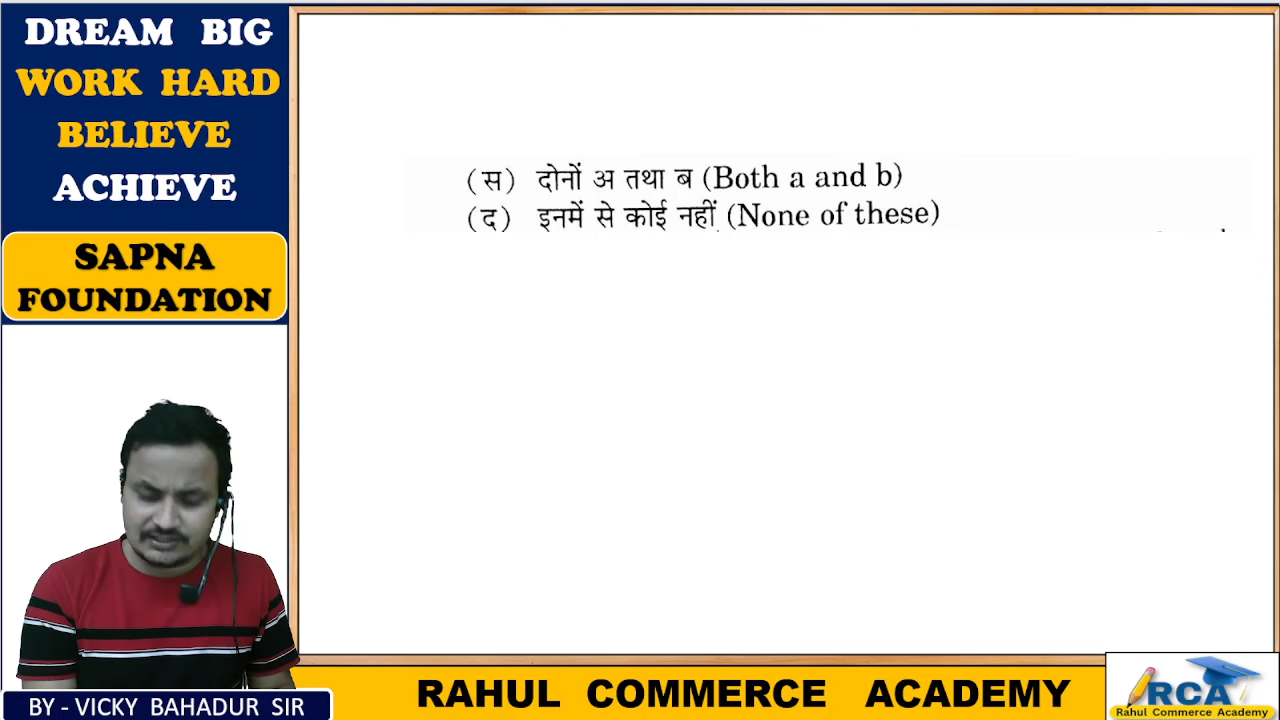 DREAM BIG
WORK HARD
BELIEVE
ACHIEVE
SAPNA
FOUNDATION
(स) दोनों अ तथा ब (Both a and b)
(द) इनमें से कोई नहीं (None of these)
BY - VICKY BAHADUR SIR
RAHUL COMMERCE ACADEMY
RCA
Rahul Commerce Academy